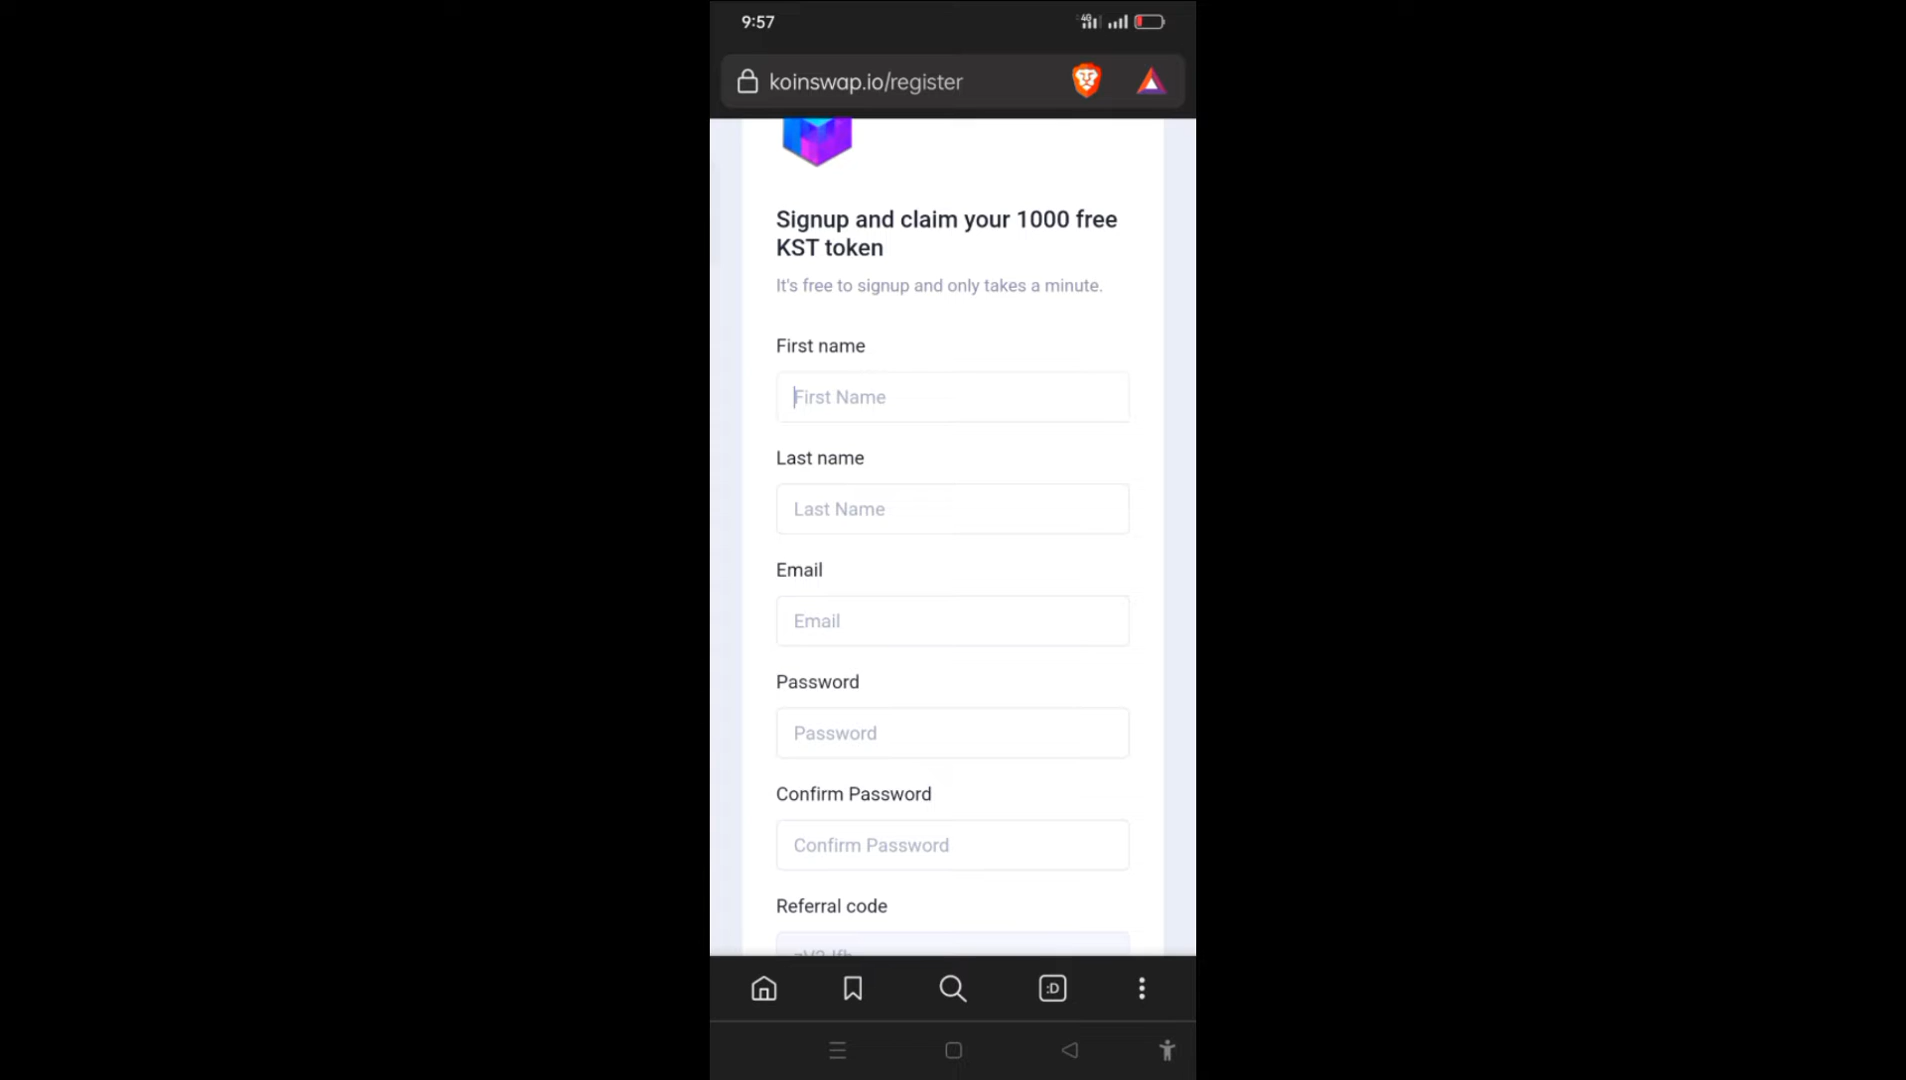 9:57
4G
koinswap.io/register
Signup and claim your 1000 free
KST token
It's free to signup and only takes a minute.
First name
First Name
Last name
Last Name
Email
Email
Password
Password
Confirm Password
Confirm Password
Referral code
:D